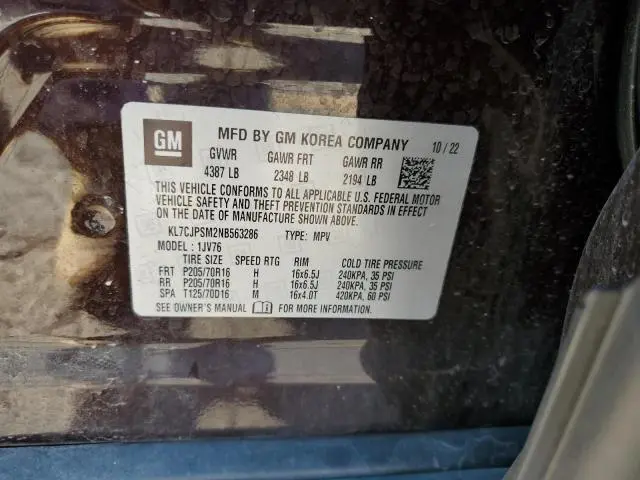 GM
MFD BY GM KOREA COMPANY 10/22
GVWR GAWR FRT GAWR RR
4387 LB 2348 LB 2194 LB
THIS VEHICLE CONFORMS TO ALL APPLICABLE U.S. FEDERAL MOTOR
VEHICLE SAFETY AND THEFT PREVENTION STANDARDS IN EFFECT
ON THE DATE OF MANUFACTURE SHOWN ABOVE.
KL7CJPSM2NB563286 TYPE: MPV
MODEL: 1JV76
TIRE SIZE SPEED RTG RIM COLD TIRE PRESSURE
FRT P205/70R16 H 16x6.5J 240KPA, 35 PSI
RR P205/70R16 H 16x6.5J 240KPA, 35 PSI
SPA T125/70D16 M 16x4.0T 420KPA, 60 PSI
SEE OWNER'S MANUAL FOR MORE INFORMATION.